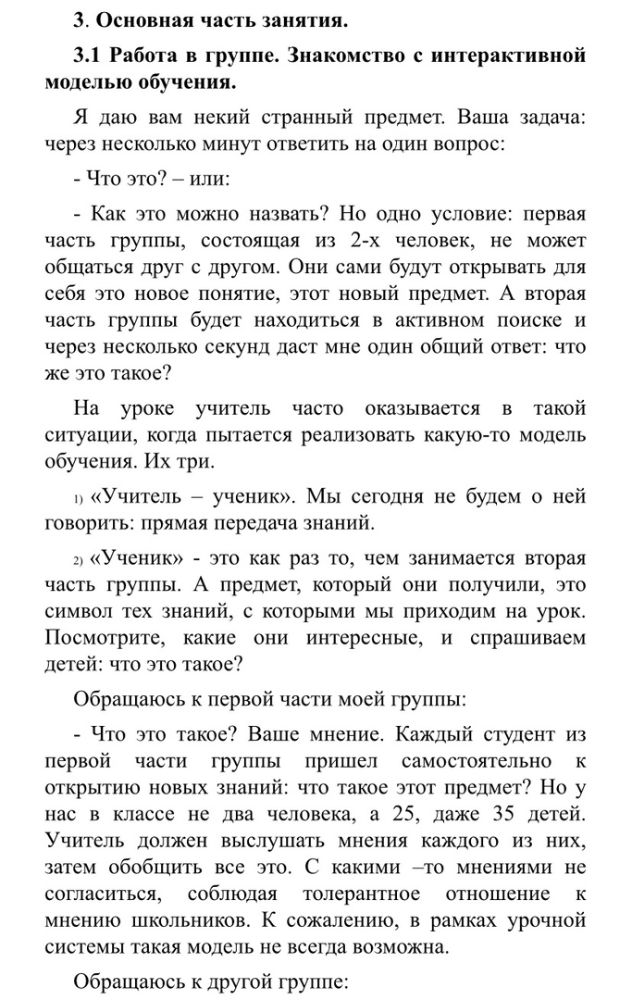 3. Основная часть занятия.
3.1 Работа в группе. Знакомство с интерактивной
моделью обучения.
Я даю вам некий странный предмет. Ваша задача:
через несколько минут ответить на один вопрос:
- Что это? – или:
- Как это можно назвать? Но одно условие: первая
часть группы, состоящая из 2-х человек, не может
общаться друг с другом. Они сами будут открывать для
себя это новое понятие, этот новый предмет. А вторая
часть группы будет находиться в активном поиске и
через несколько секунд даст мне один общий ответ: что
же это такое?
На уроке учитель часто оказывается в такой
ситуации, когда пытается реализовать какую-то модель
обучения. Их три.
1) «Учитель – ученик». Мы сегодня не будем о ней
говорить: прямая передача знаний.
2) «Ученик» - это как раз то, чем занимается вторая
часть группы. А предмет, который они получили, это
символ тех знаний, с которыми мы приходим на урок.
Посмотрите, какие они интересные, и спрашиваем
детей: что это такое?
Обращаюсь к первой части моей группы:
- Что это такое? Ваше мнение. Каждый студент из
первой части группы пришел самостоятельно к
открытию новых знаний: что такое этот предмет? Но у
нас в классе не два человека, а 25, даже 35 детей.
Учитель должен выслушать мнения каждого из них,
затем обобщить все это. С какими –то мнениями не
согласиться, соблюдая толерантное отношение к
мнению школьников. К сожалению, в рамках урочной
системы такая модель не всегда возможна.
Обращаюсь к другой группе: